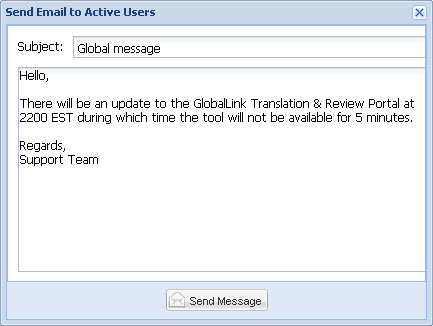 Send Email to Active Users
Subject: Global message
Hello,
There will be an update to the GlobalLink Translation & Review Portal at
2200 EST during which time the tool will not be available for 5 minutes.
Regards,
Support Team
Send Message